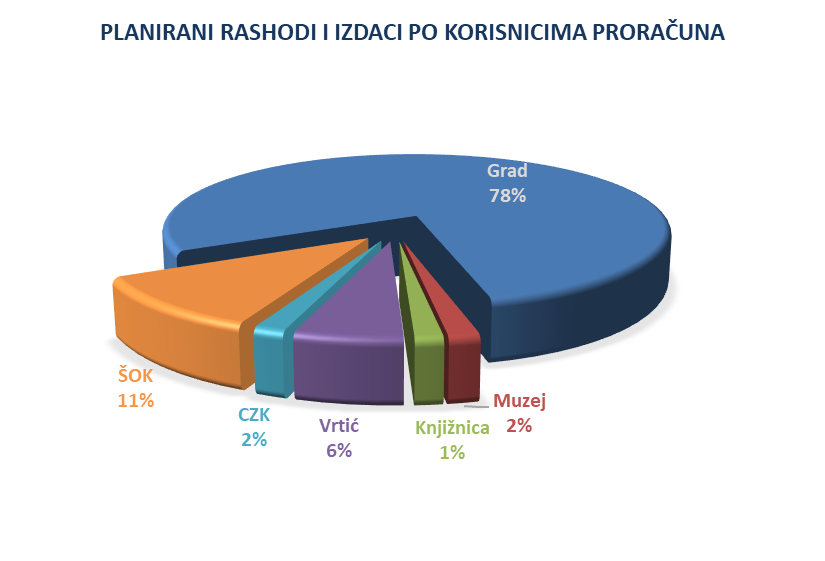 PLANIRANI RASHODI I IZDACI PO KORISNICIMA PRORAČUNA
Grad
78%
ŠOK
11%
CZK
2%
Vrtić
6%
Knjižnica
1%
Muzej
2%